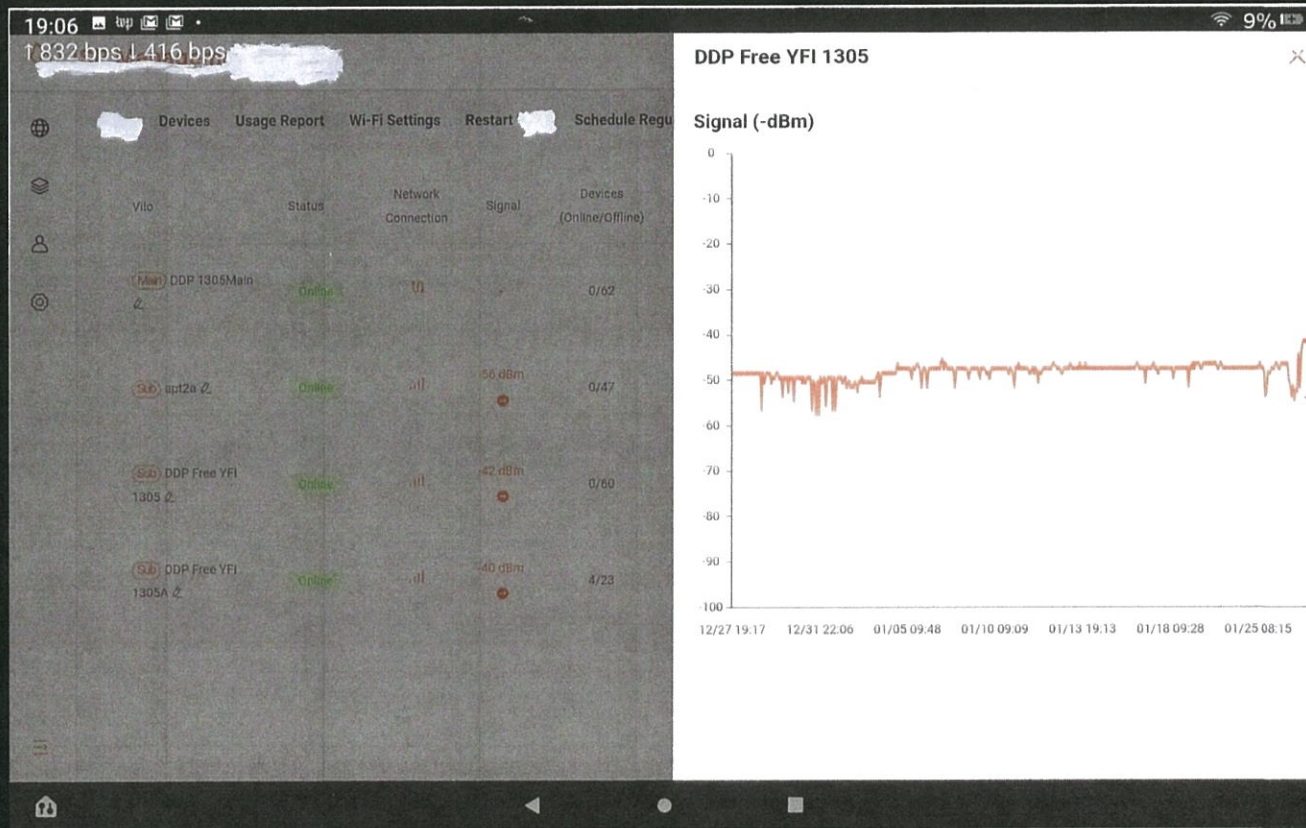 19:06
9%
↑ 832 bps ↓ 416 bps
Devices Usage Report Wi-Fi Settings Restart Schedule Regu
Vilo Status Network Connection Signal Devices (Online/Offline)
Main DDP 1305Main Online - 0/62
Sub apt2a Online -56 dBm 0/47
Sub DDP Free YFI 1305 Online -42 dBm 0/60
Sub DDP Free YFI 1305A Online -40 dBm 4/23
DDP Free YFI 1305
Signal (-dBm)
0
-10
-20
-30
-40
-50
-60
-70
-80
-90
-100
12/27 19:17 12/31 22:06 01/05 09:48 01/10 09:09 01/13 19:13 01/18 09:28 01/25 08:15